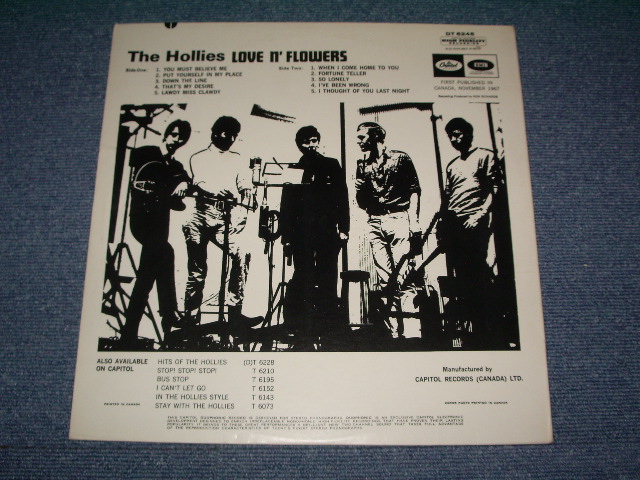 DT 6246
The Hollies LOVE N' FLOWERS
Side One:
1. YOU MUST BELIEVE ME
2. PUT YOURSELF IN MY PLACE
3. DOWN THE LINE
4. THAT'S MY DESIRE
5. LAWDY MISS CLAWDY
Side Two:
1. WHEN I COME HOME TO YOU
2. FORTUNE TELLER
3. SO LONELY
4. I'VE BEEN WRONG
5. I THOUGHT OF YOU LAST NIGHT
Capitol
EMI
FIRST PUBLISHED IN
CANADA, NOVEMBER 1967
ALSO AVAILABLE
ON CAPITOL
HITS OF THE HOLLIES (D)T 6228
STOP! STOP! STOP! T 6210
BUS STOP T 6195
I CAN'T LET GO T 6152
IN THE HOLLIES STYLE T 6143
STAY WITH THE HOLLIES T 6073
Manufactured by
CAPITOL RECORDS (CANADA) LTD.
PRINTED IN CANADA